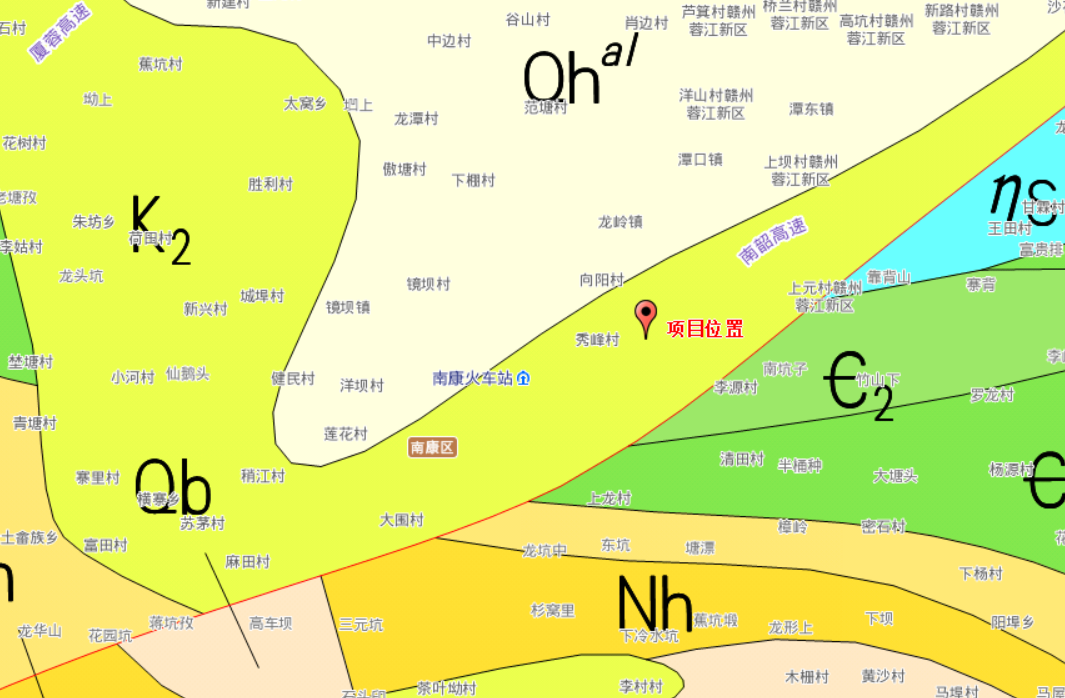 新建村
石村
厦蓉高速
蕉坑村
坳上
花树村
老塘孜
朱坊乡
李姑村
K2
荷田村
龙头坑
太窝乡
塱上
胜利村
新兴村
城埠村
埜塘村
小河村
仙鹅头
健民村
青塘村
寨里村
Qb
横寨乡
苏茅村
稍江村
土畲族乡
富田村
麻田村
h
龙华山
花园坑
蒋坑孜
高车坝
谷山村
中边村
肖边村
芦箕村赣州
蓉江新区
桥兰村赣州
蓉江新区
高坑村赣州
蓉江新区
新路村赣州
蓉江新区
Qh al
范塘村
龙潭村
傲塘村
下棚村
洋山村赣州
蓉江新区
潭东镇
潭口镇
上坝村赣州
蓉江新区
龙岭镇
南韶高速
向阳村
镜坝村
镜坝镇
秀峰村
项目位置
南康火车站
洋坝村
莲花村
南康区
大围村
ηS
甘霖村
王田村
富贵排
寨背
靠背山
上元村赣州
蓉江新区
南坑子
李源村
Є2
竹山下
罗龙村
清田村
半桶种
大塘头
杨源村
Є
上龙村
樟岭
密石村
龙坑中
东坑
塘漂
下杨村
杉窝里
Nh
下冷水坑
蕉坑塅
龙形上
下坝
阳埠乡
三元坑
茶叶坳村
李村村
木棚村
黄沙村
马埠村